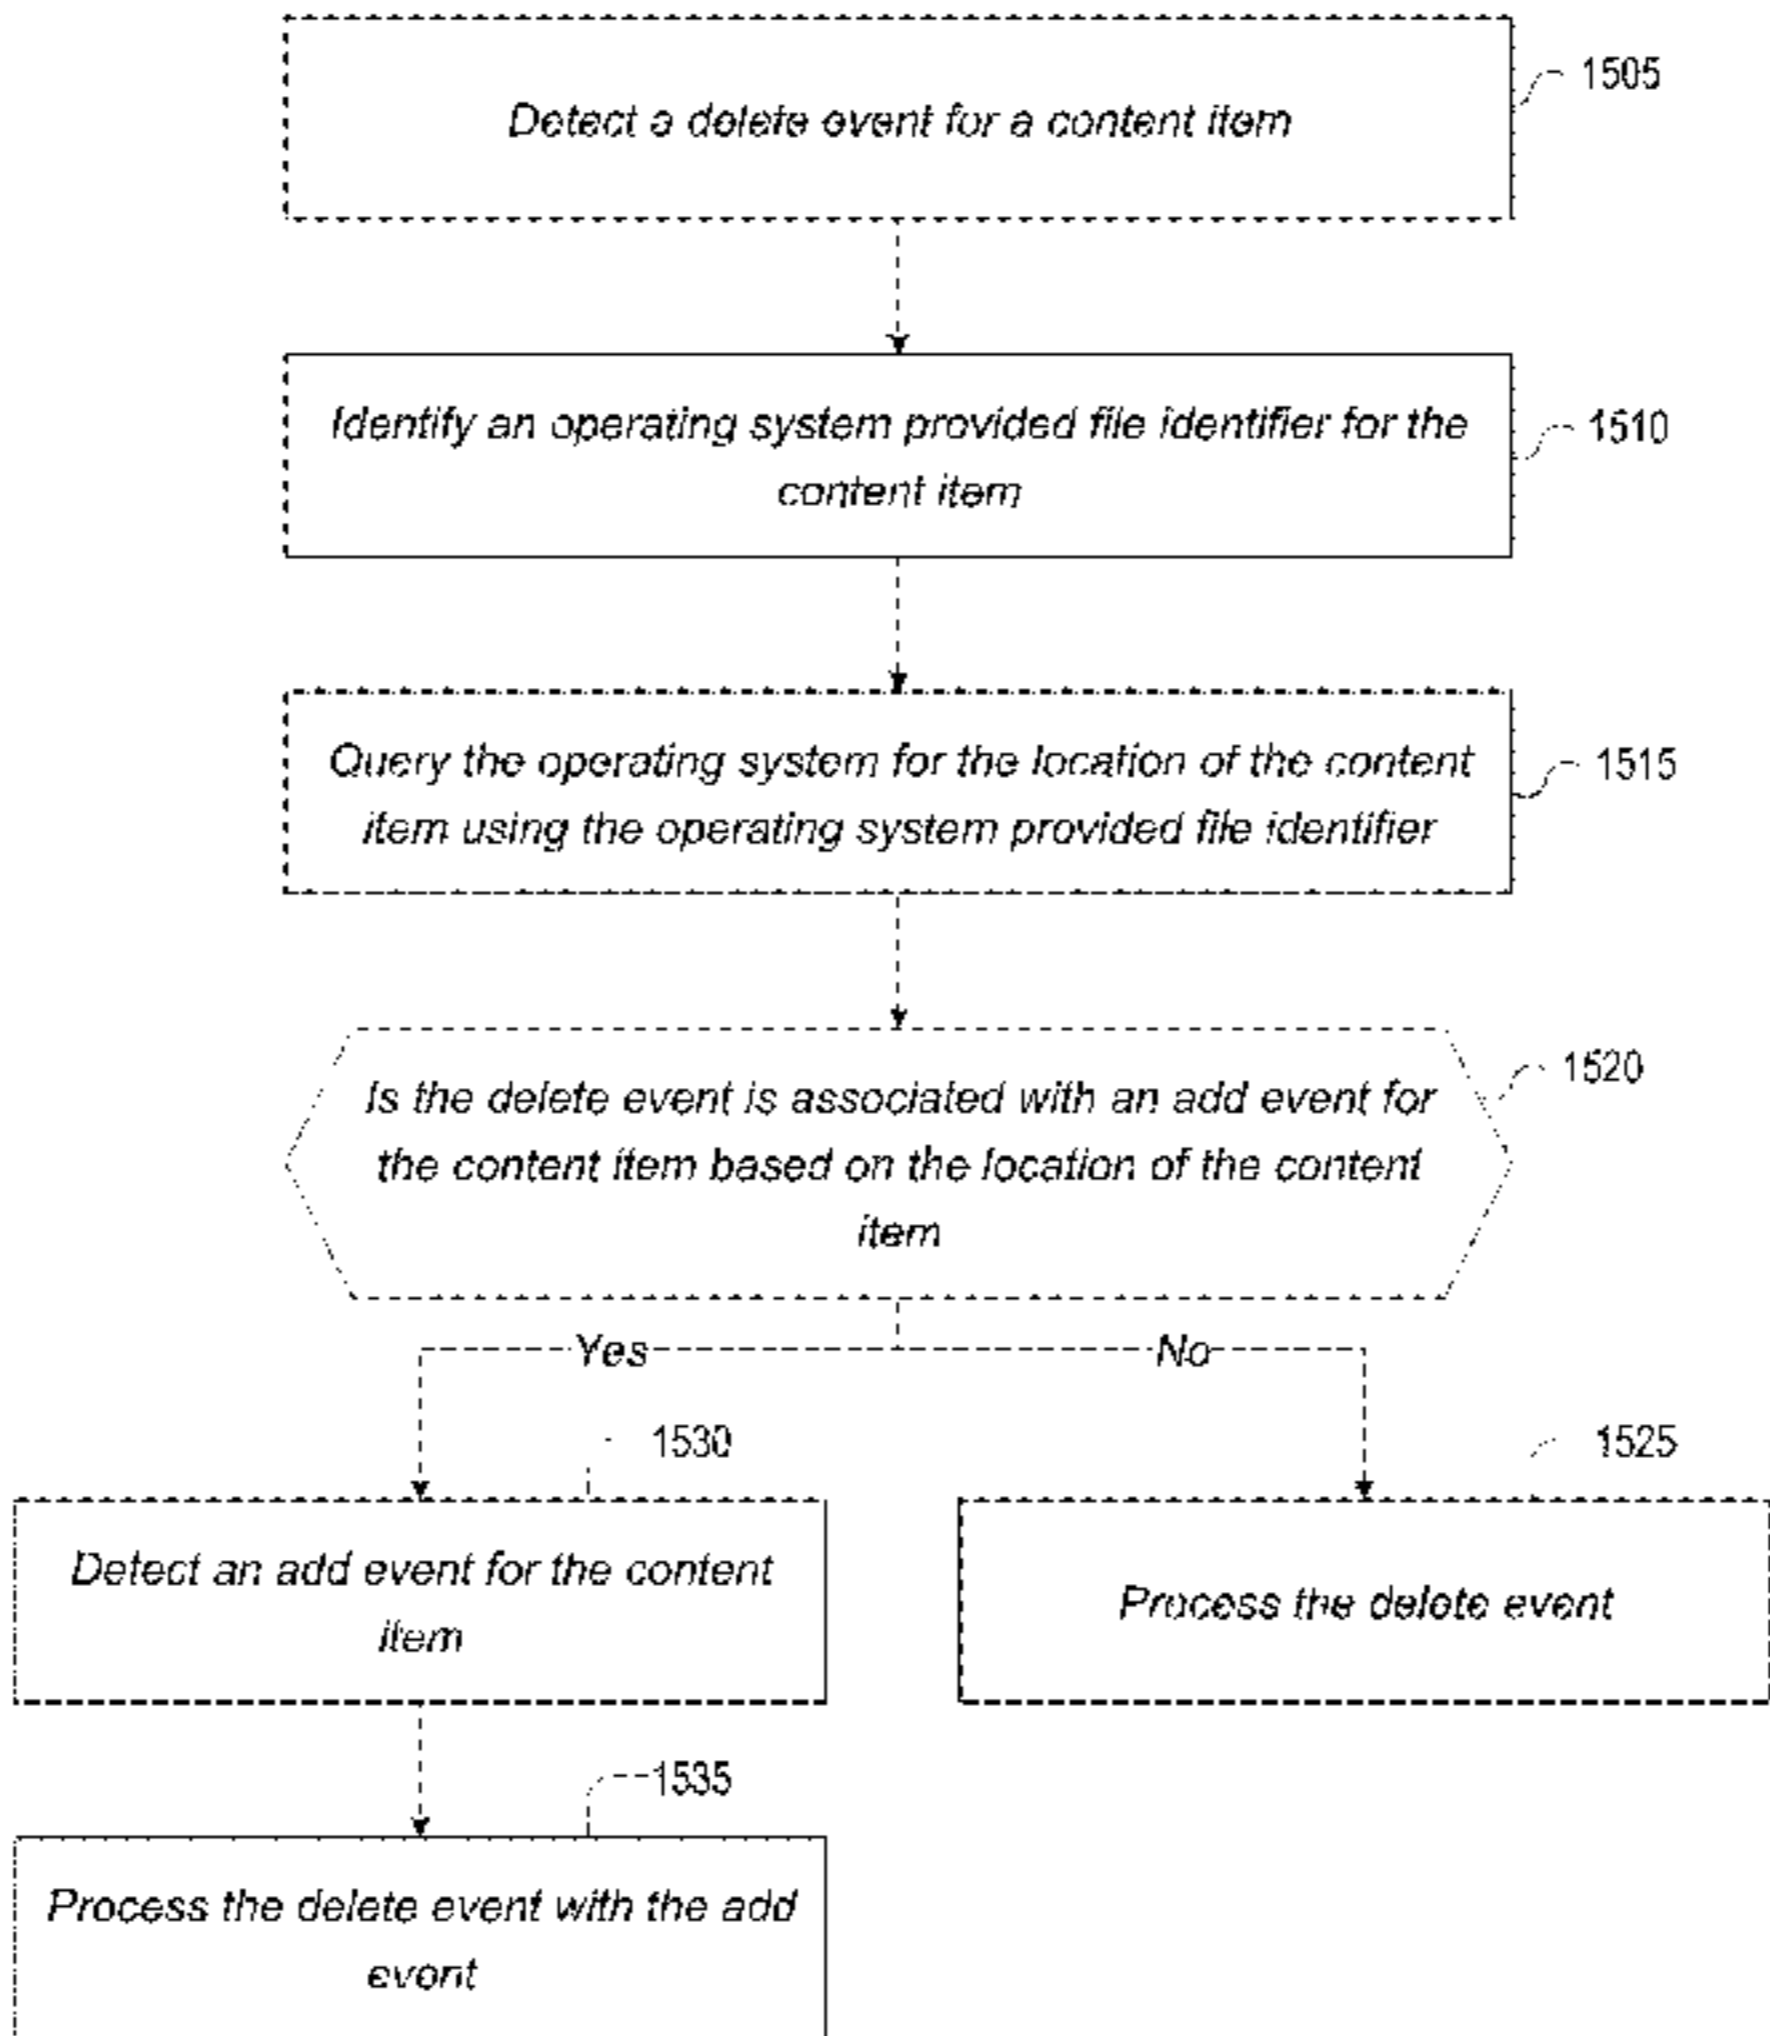 Detect a delete event for a content item
1505
Identify an operating system provided file identifier for the
content item
1510
Query the operating system for the location of the content
item using the operating system provided file identifier
1515
Is the delete event is associated with an add event for
the content item based on the location of the content
item
1520
Yes
No
1530
1525
Detect an add event for the content
item
Process the delete event
1535
Process the delete event with the add
event